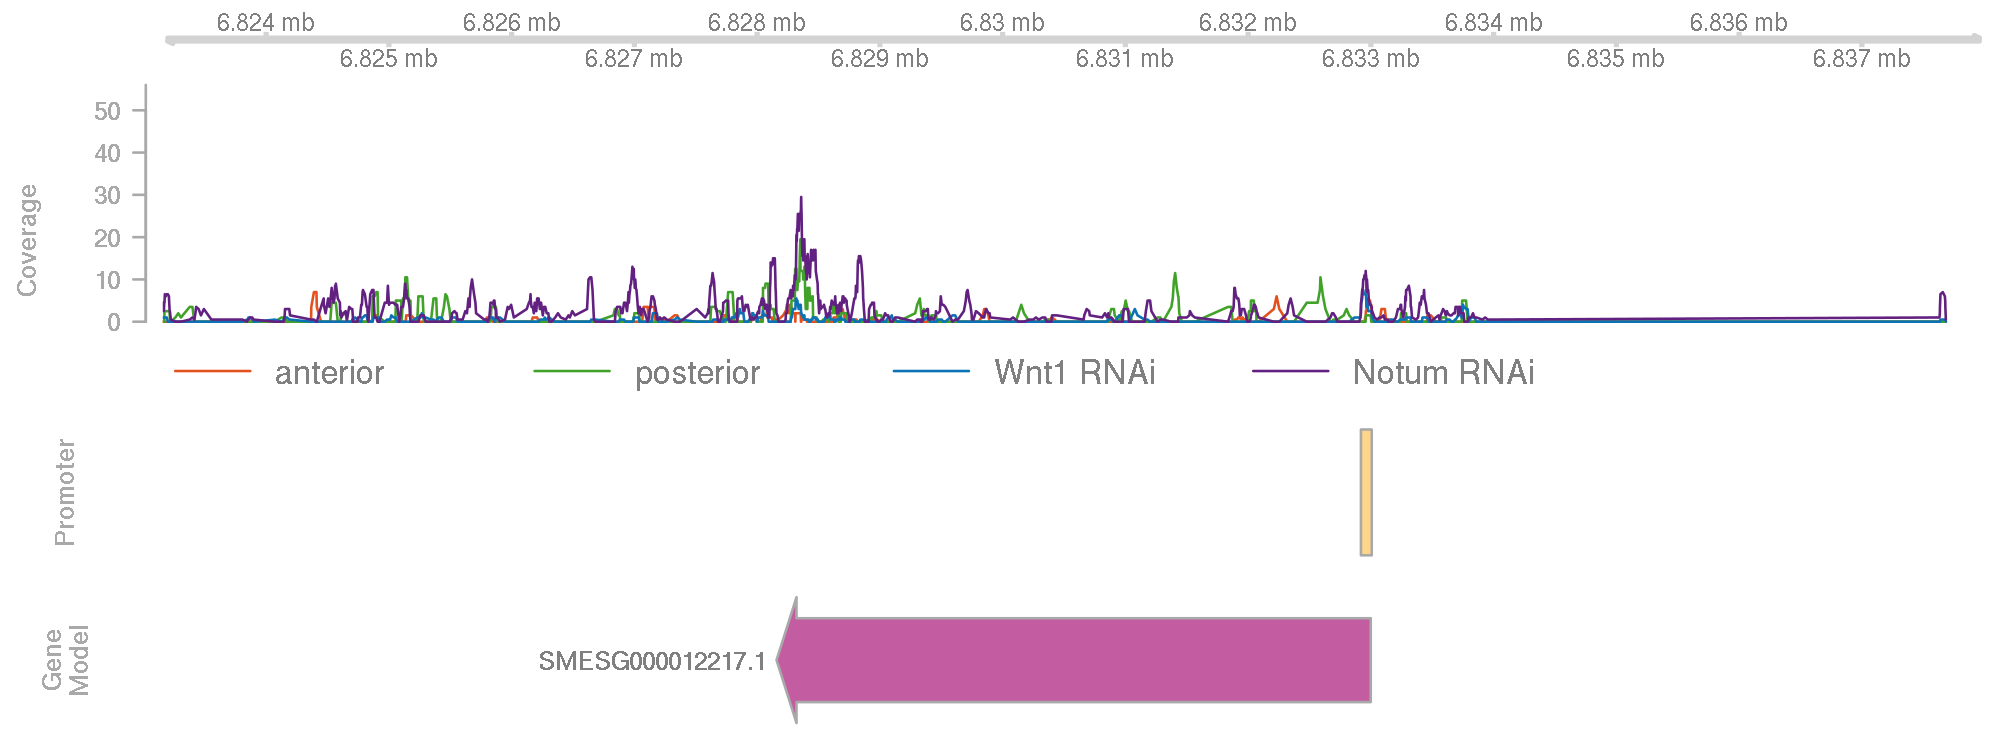 6.824 mb 6.826 mb 6.828 mb 6.83 mb 6.832 mb 6.834 mb 6.836 mb
6.825 mb 6.827 mb 6.829 mb 6.831 mb 6.833 mb 6.835 mb 6.837 mb
Coverage
50
40
30
20
10
0
anterior posterior Wnt1 RNAi Notum RNAi
Promoter
Gene
Model
SMESG000012217.1